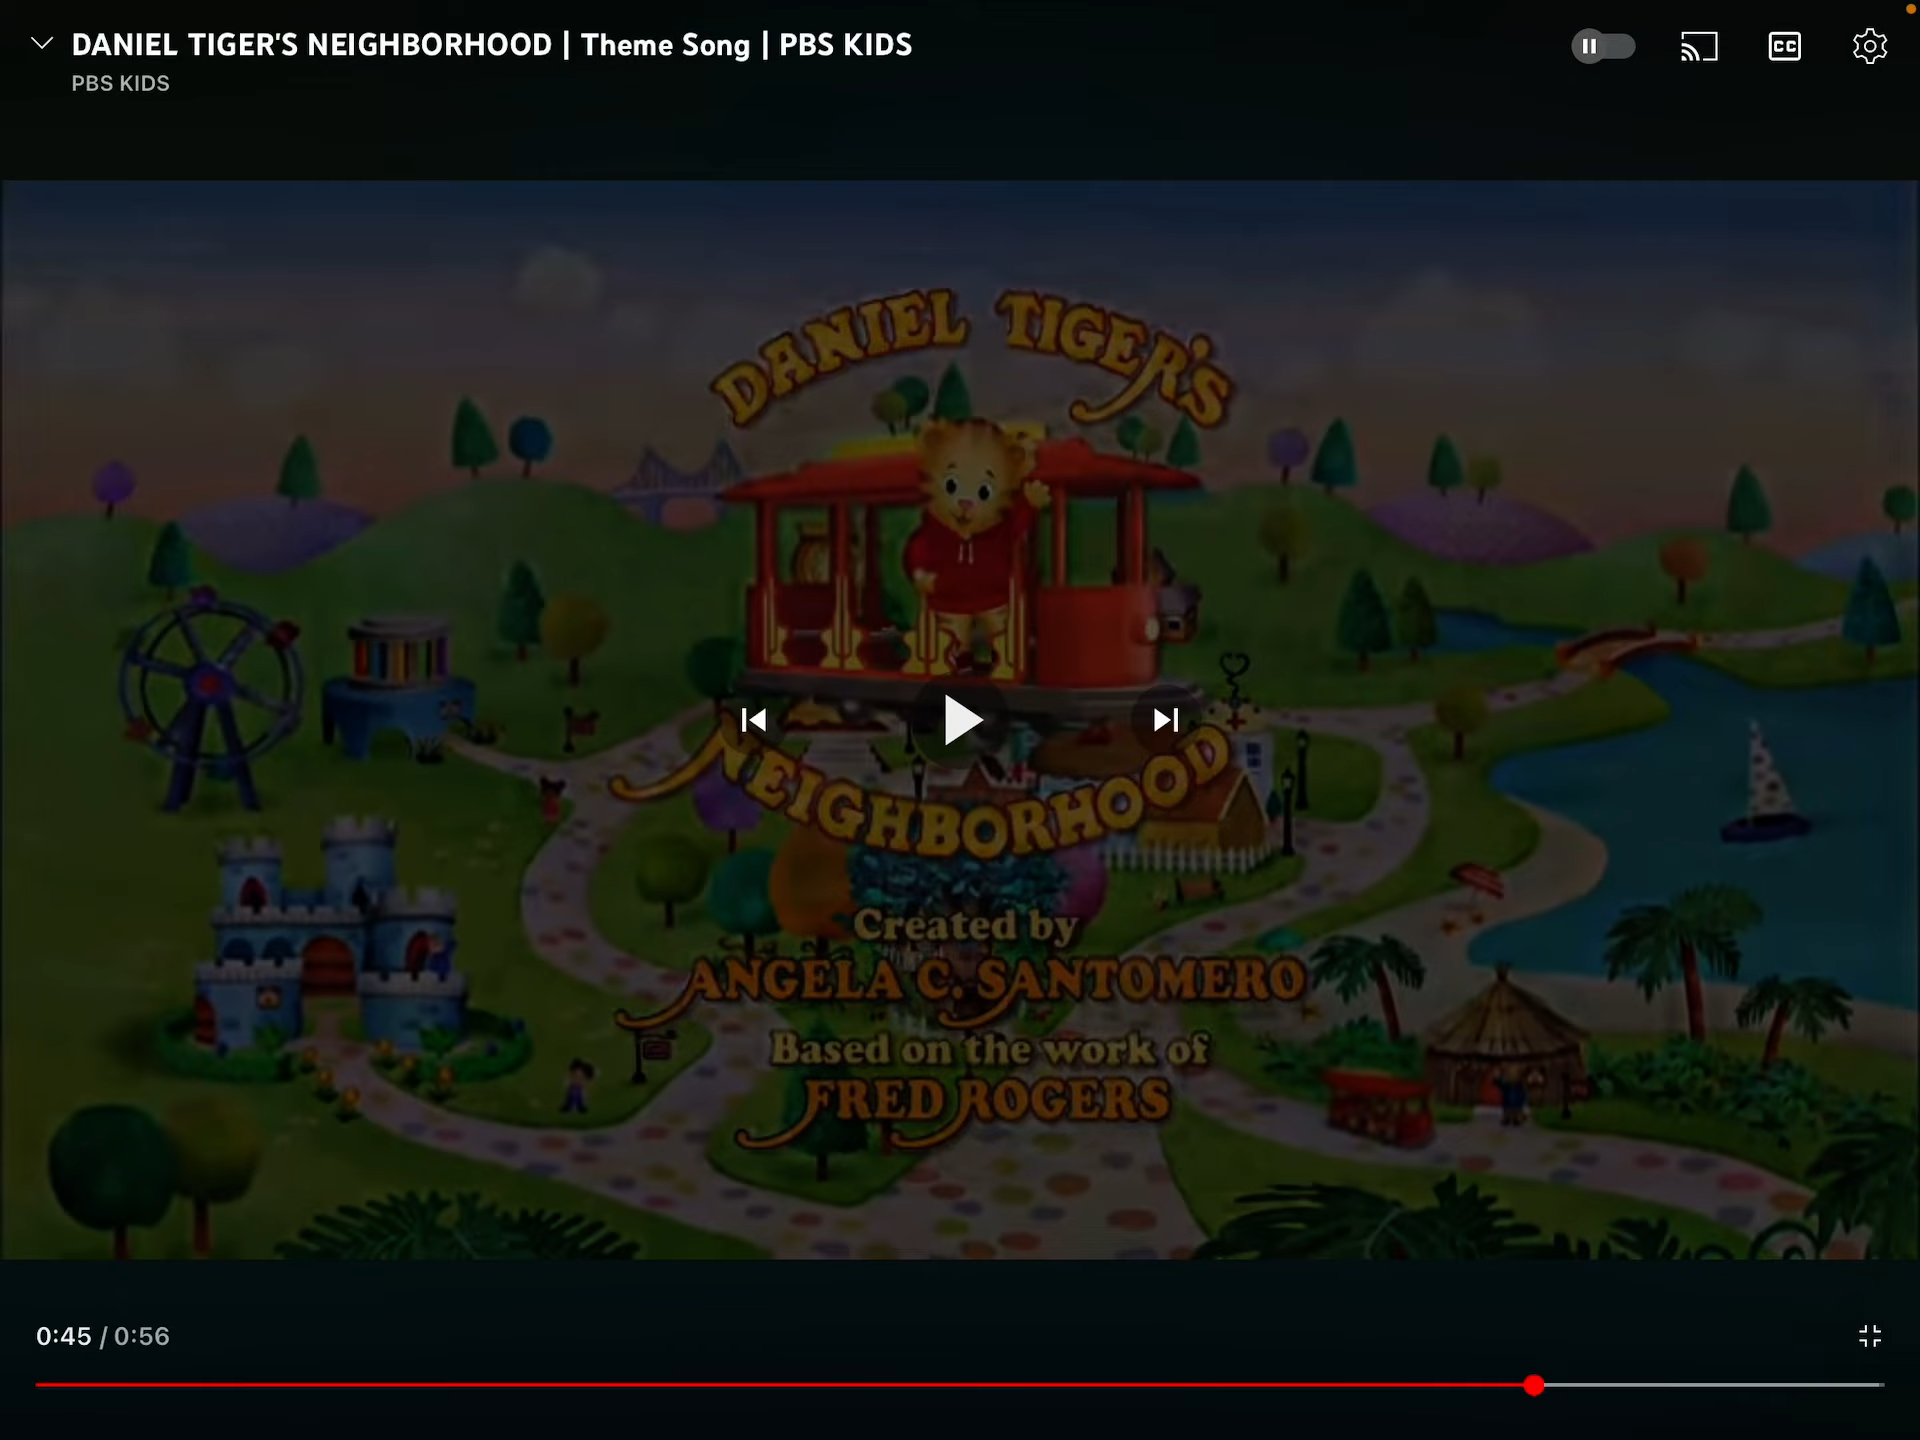 DANIEL TIGER'S NEIGHBORHOOD | Theme Song | PBS KIDS
PBS KIDS
CC
DANIEL TIGER'S
NEIGHBORHOOD
Created by
ANGELA C. SANTOMERO
Based on the work of
FRED ROGERS
0:45 / 0:56